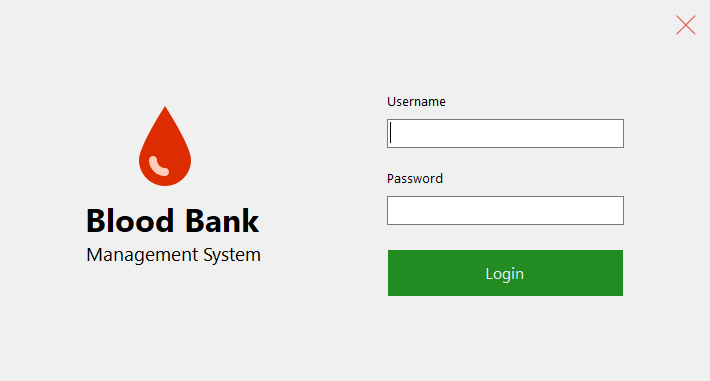 Blood Bank
Management System
Username
Password
Login